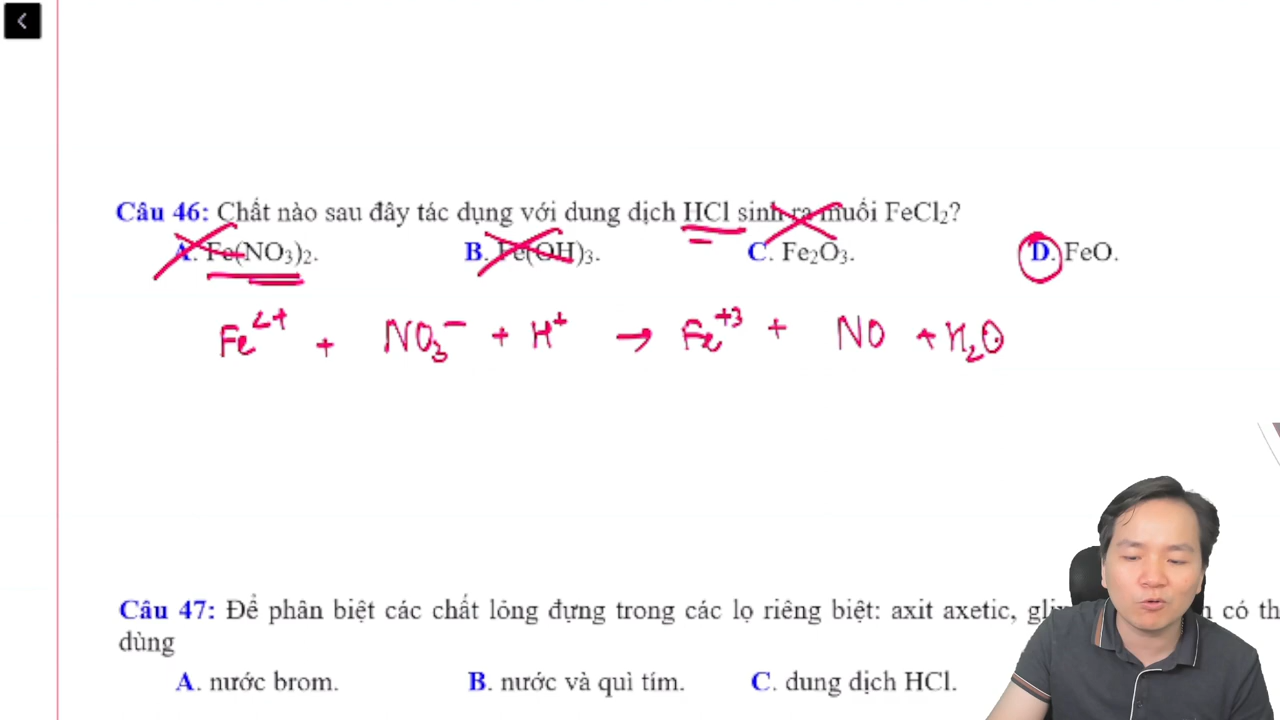 Câu 46: Chất nào sau đây tác dụng với dung dịch HCl sinh ra muối FeCl₂?
A. Fe(NO₃)₂. B. Fe(OH)₃. C. Fe₂O₃. D. FeO.
Fe²⁺ + NO₃⁻ + H⁺ → Fe⁺³ + NO + H₂O
Câu 47: Để phân biệt các chất lỏng đựng trong các lọ riêng biệt: axit axetic, có
dùng
A. nước brom. B. nước và quì tím. C. dung dịch HCl.